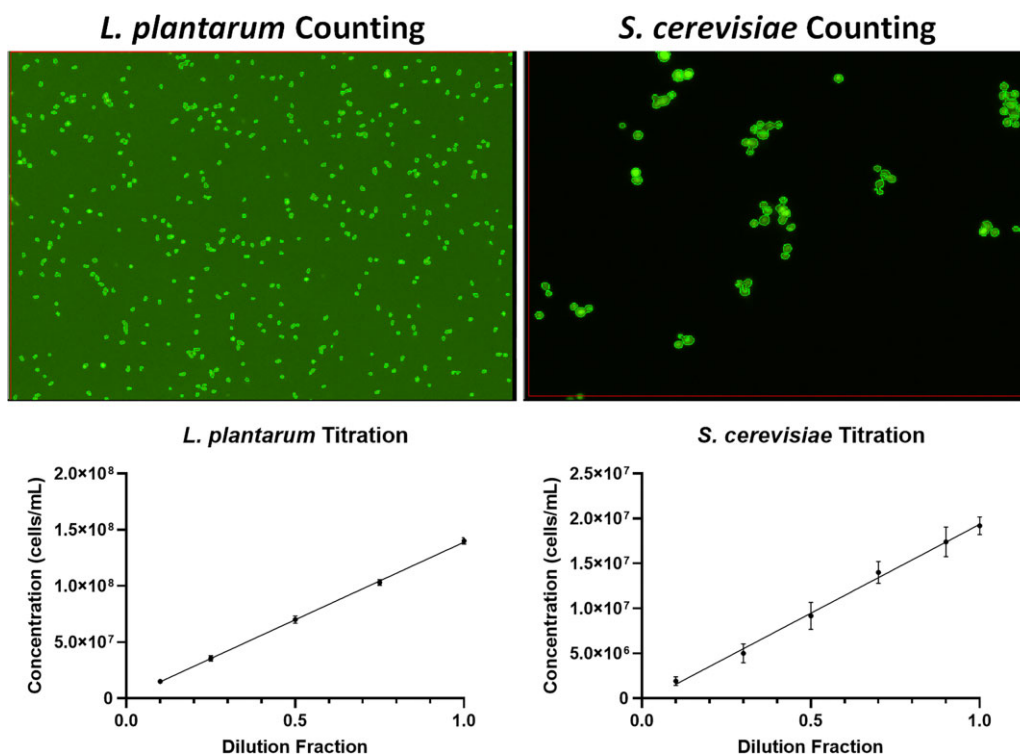 L. plantarum Counting
S. cerevisiae Counting
L. plantarum Titration
Concentration (cells/mL)
2.0×10⁸
1.5×10⁸
1.0×10⁸
5.0×10⁷
0
0.0
0.5
1.0
Dilution Fraction
S. cerevisiae Titration
Concentration (cells/mL)
2.5×10⁷
2.0×10⁷
1.5×10⁷
1.0×10⁷
5.0×10⁶
0
0.0
0.5
1.0
Dilution Fraction